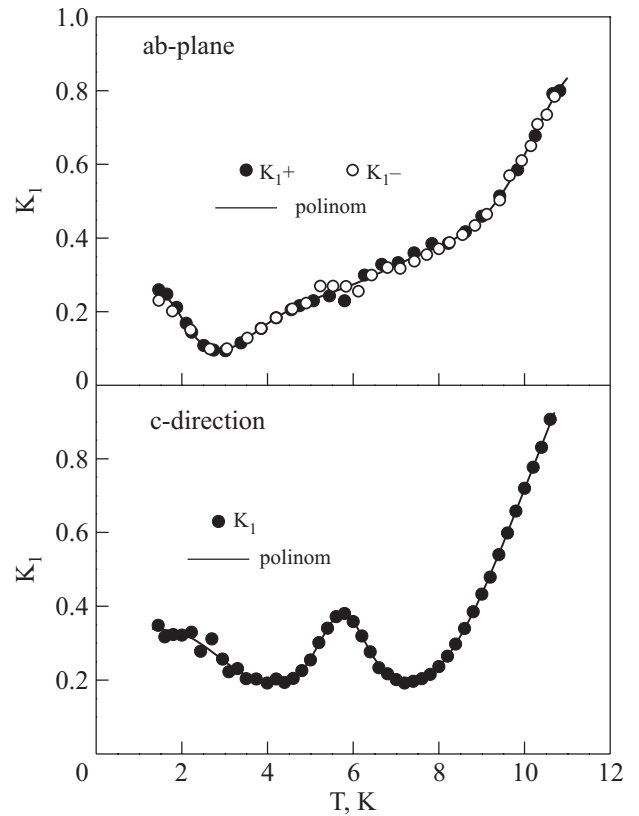 1.0
ab-plane
0.8
K1+ K1–
0.6
polinom
K1
0.4
0.2
0
c-direction
0.8
K1
0.6
polinom
K1
0.4
0.2
0
2 4 6 8 10 12
T, K